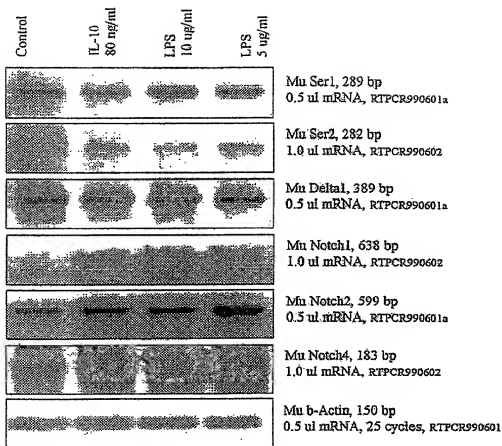 Control
IL-10
80 ng/ml
LPS
10 ug/ml
LPS
5 ug/ml
Mu Ser1, 289 bp
0.5 ul mRNA, RTPCR990601a
Mu Ser2, 282 bp
1.0 ul mRNA, RTPCR990602
Mu Delta1, 389 bp
0.5 ul mRNA, RTPCR990601a
Mu Notch1, 638 bp
1.0 ul mRNA, RTPCR990602
Mu Notch2, 599 bp
0.5 ul mRNA, RTPCR990601a
Mu Notch4, 183 bp
1.0 ul mRNA, RTPCR990602
Mu b-Actin, 150 bp
0.5 ul mRNA, 25 cycles, RTPCR990601